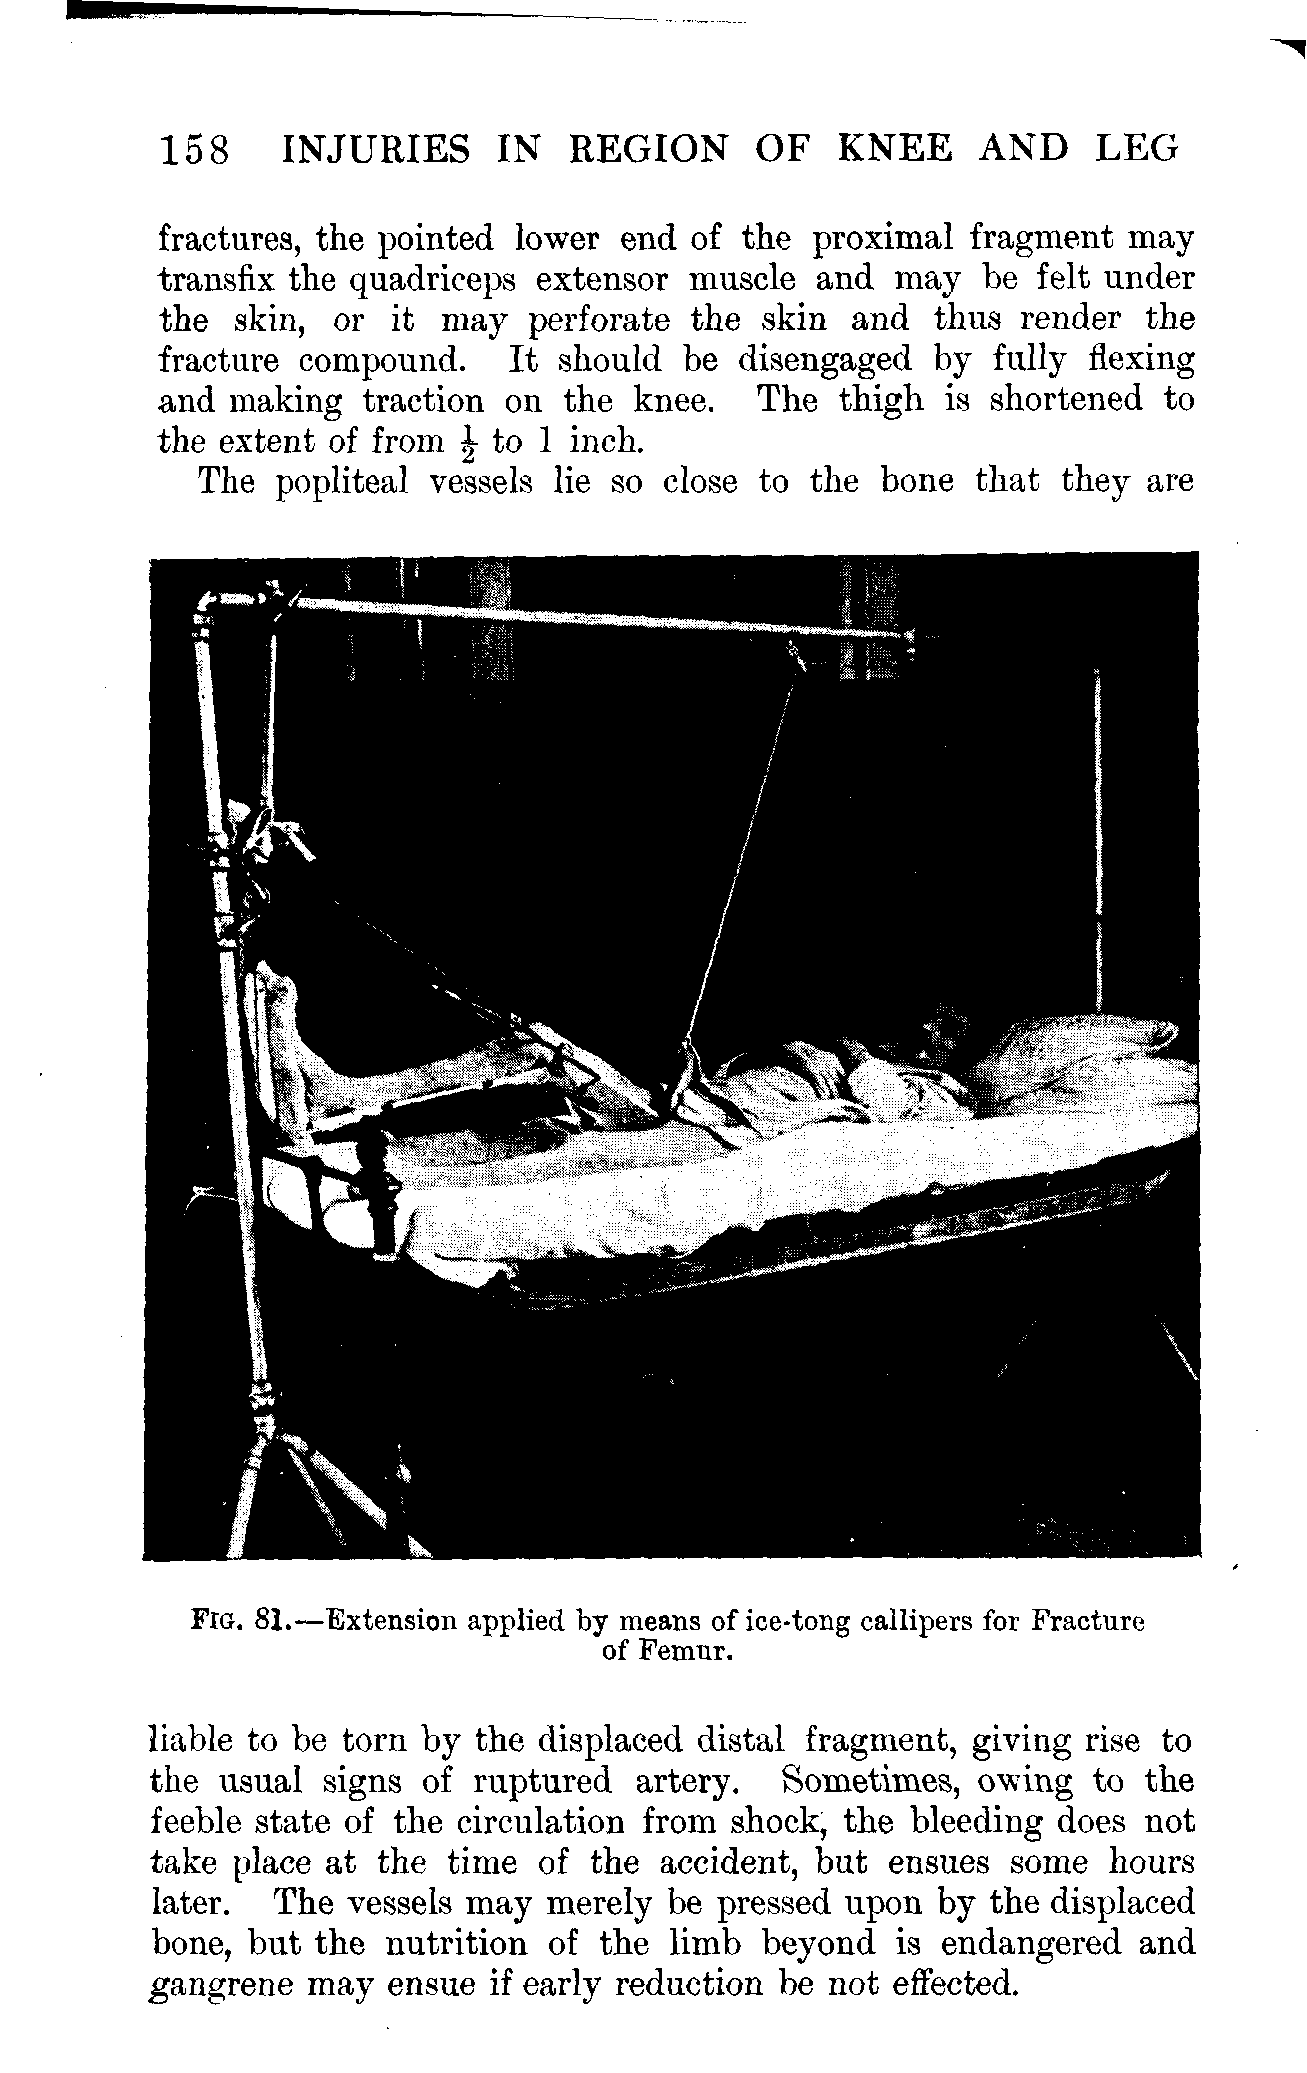 158 INJURIES IN REGION OF KNEE AND LEG
fractures, the pointed lower end of the proximal fragment may
transfix the quadriceps extensor muscle and may be felt under
the skin, or it may perforate the skin and thus render the
fracture compound. It should be disengaged by fully flexing
and making traction on the knee. The thigh is shortened to
the extent of from ½ to 1 inch.
The popliteal vessels lie so close to the bone that they are
FIG. 81.—Extension applied by means of ice-tong callipers for Fracture
of Femur.
liable to be torn by the displaced distal fragment, giving rise to
the usual signs of ruptured artery. Sometimes, owing to the
feeble state of the circulation from shock, the bleeding does not
take place at the time of the accident, but ensues some hours
later. The vessels may merely be pressed upon by the displaced
bone, but the nutrition of the limb beyond is endangered and
gangrene may ensue if early reduction be not effected.